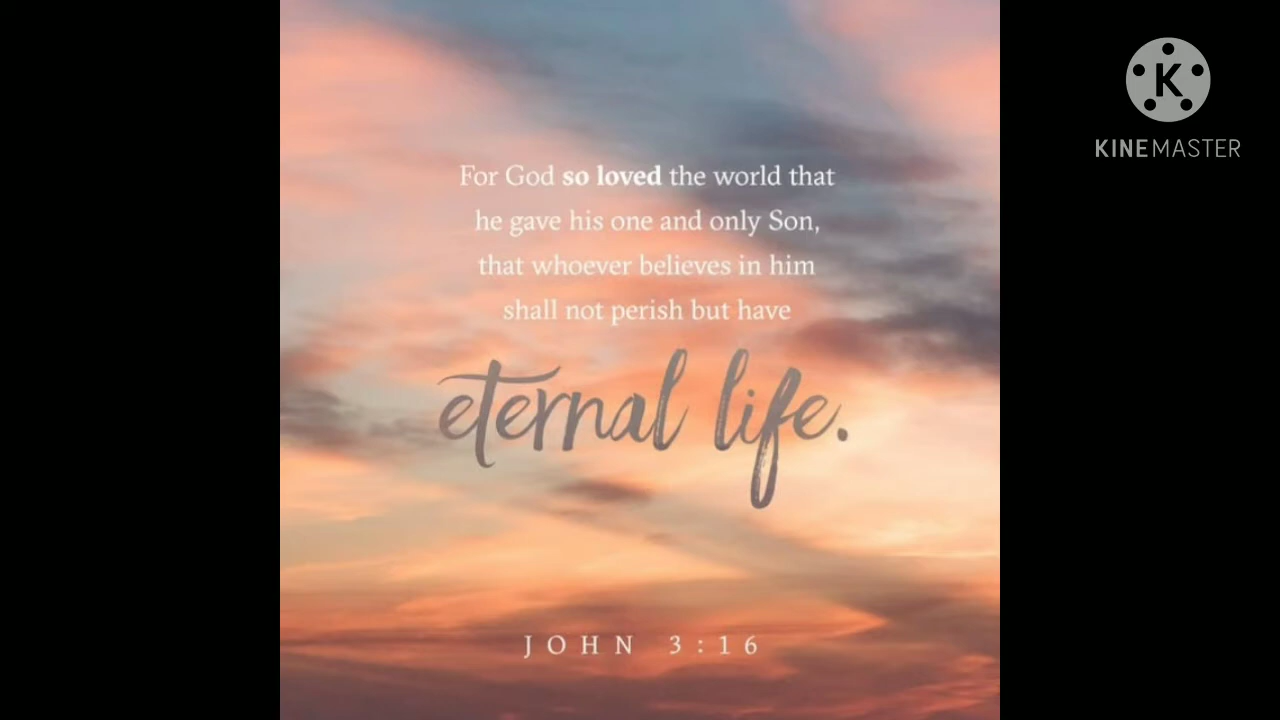 For God so loved the world that
he gave his one and only Son,
that whoever believes in him
shall not perish but have
eternal life.
JOHN 3:16
K
KINEMASTER